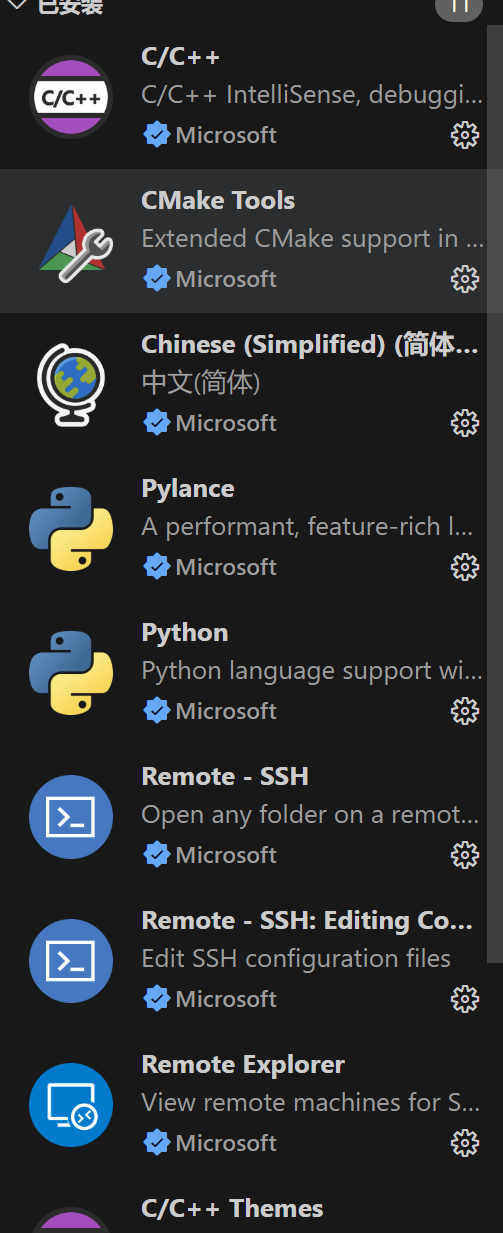 已安装
11
C/C++
C/C++
C/C++ IntelliSense, debuggi...
Microsoft
CMake Tools
Extended CMake support in ...
Microsoft
Chinese (Simplified) (简体...
中文(简体)
Microsoft
Pylance
A performant, feature-rich l...
Microsoft
Python
Python language support wi...
Microsoft
Remote - SSH
Open any folder on a remot...
Microsoft
Remote - SSH: Editing Co...
Edit SSH configuration files
Microsoft
Remote Explorer
View remote machines for S...
Microsoft
C/C++ Themes